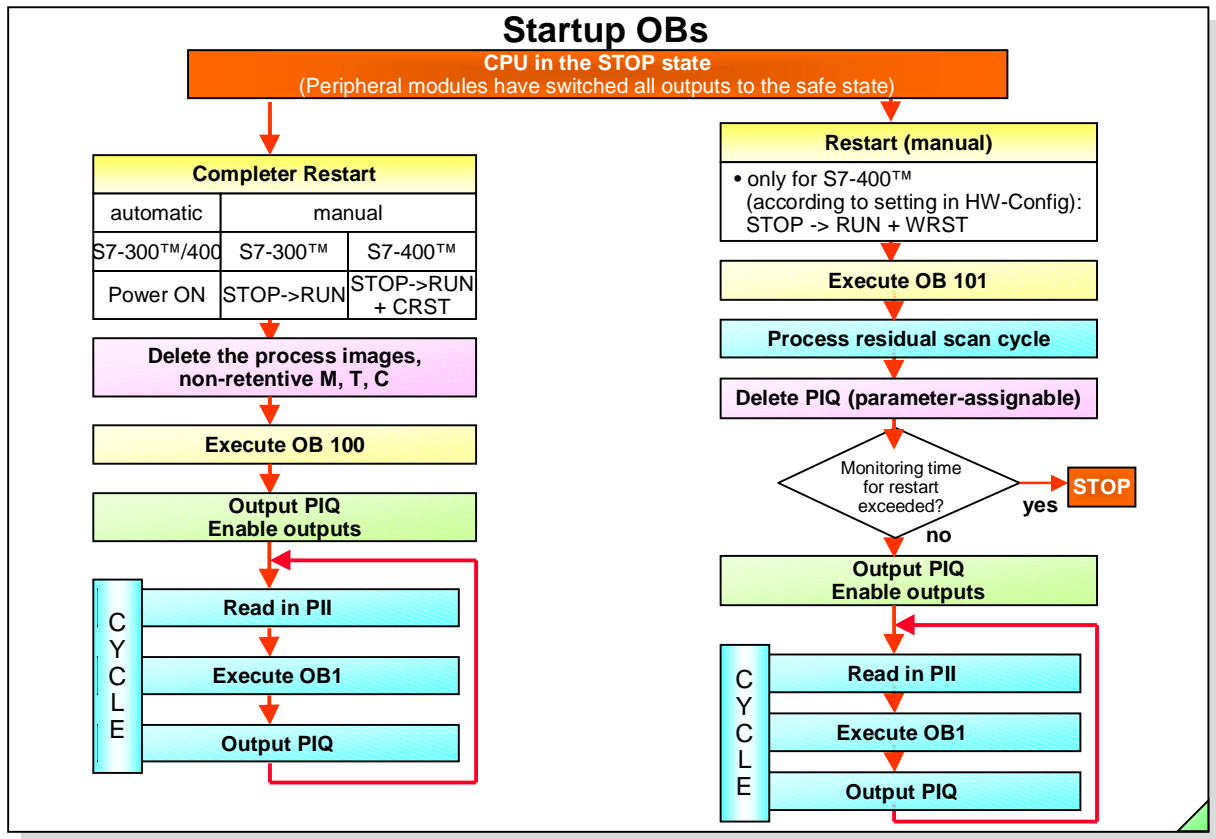 Startup OBs
CPU in the STOP state
(Peripheral modules have switched all outputs to the safe state)
Completer Restart
automatic
manual
S7-300™/400
S7-300™
S7-400™
Power ON
STOP->RUN
STOP->RUN
+ CRST
Delete the process images,
non-retentive M, T, C
Execute OB 100
Output PIQ
Enable outputs
CYCLE
Read in PII
Execute OB1
Output PIQ
Restart (manual)
• only for S7-400™
(according to setting in HW-Config):
STOP -> RUN + WRST
Execute OB 101
Process residual scan cycle
Delete PIQ (parameter-assignable)
Monitoring time
for restart
exceeded?
yes
STOP
no
Output PIQ
Enable outputs
CYCLE
Read in PII
Execute OB1
Output PIQ